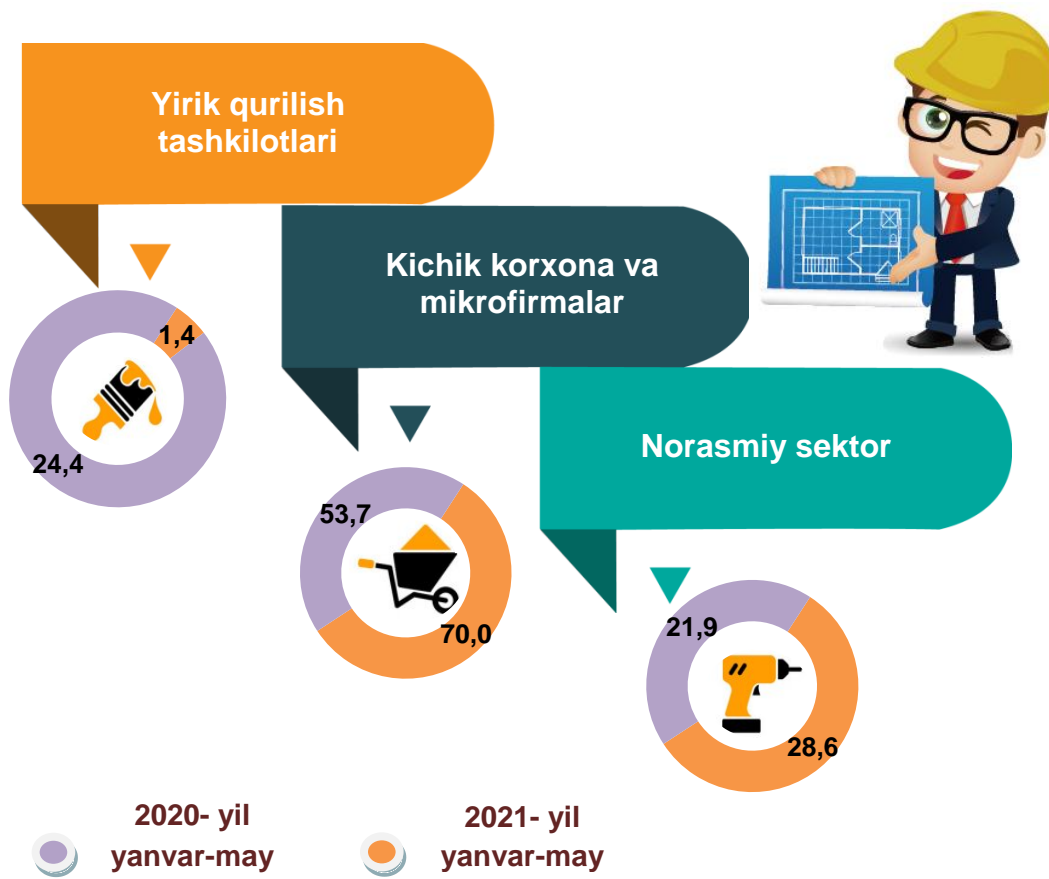 Yirik qurilish
tashkilotlari
1,4
24,4
Kichik korxona va
mikrofirmalar
53,7
70,0
Norasmiy sektor
21,9
28,6
2020- yil
yanvar-may
2021- yil
yanvar-may